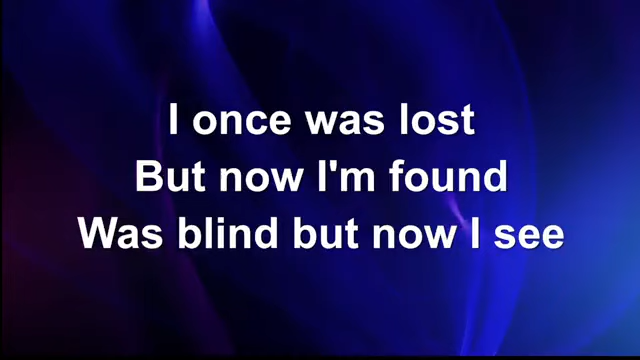 I once was lost
But now I'm found
Was blind but now I see